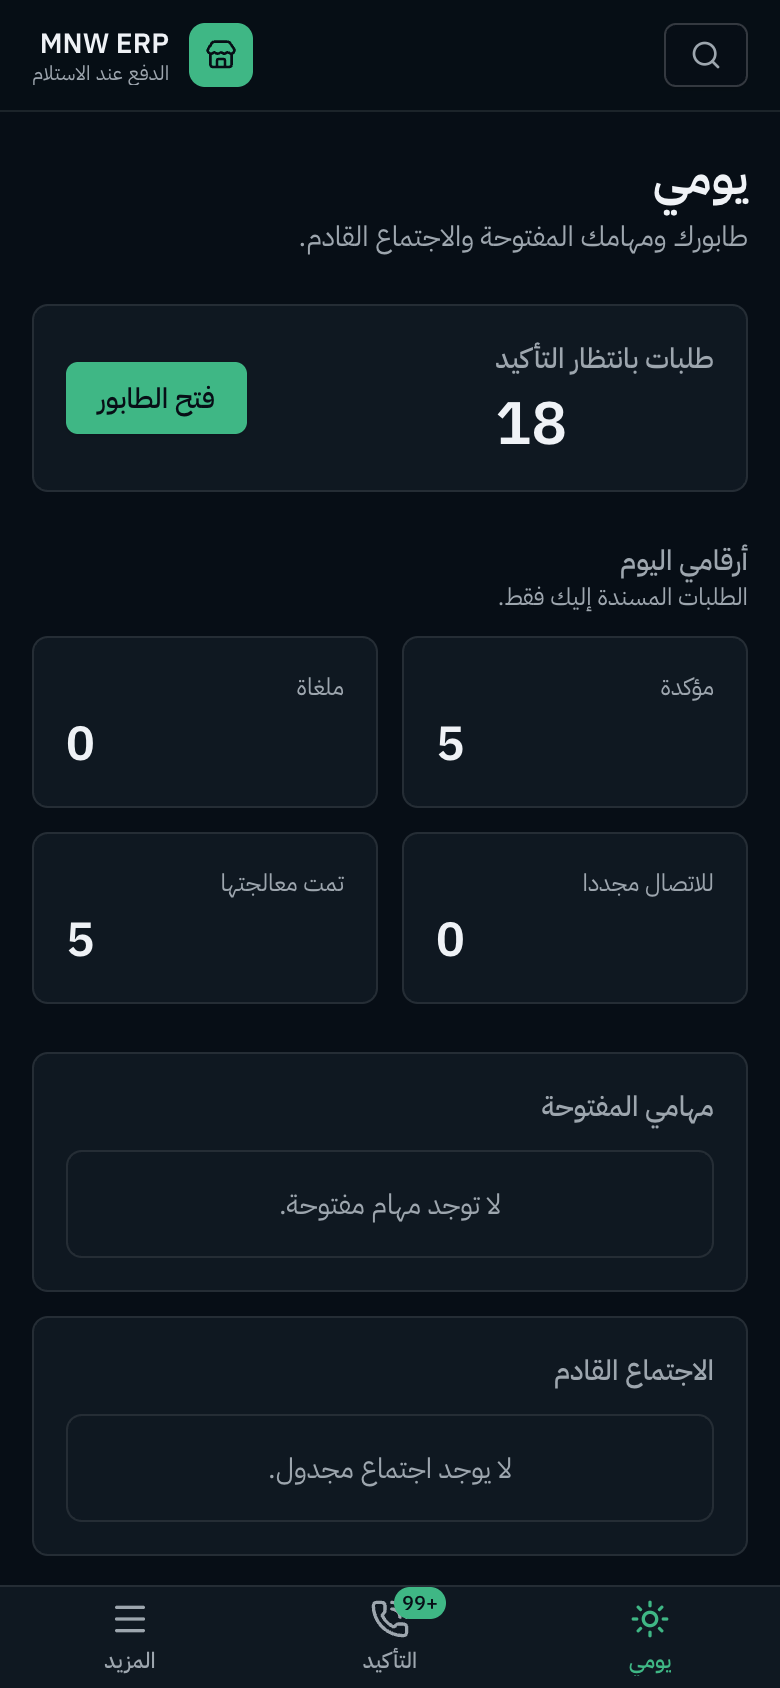 MNW ERP
الدفع عند الاستلام
يومي
طابورك ومهامك المفتوحة والاجتماع القادم.
طلبات بانتظار التأكيد
18
فتح الطابور
أرقامي اليوم
الطلبات المسندة إليك فقط.
مؤكدة
5
ملغاة
0
للاتصال مجددا
0
تمت معالجتها
5
مهامي المفتوحة
لا توجد مهام مفتوحة.
الاجتماع القادم
لا يوجد اجتماع مجدول.
يومي
99+
التأكيد
المزيد